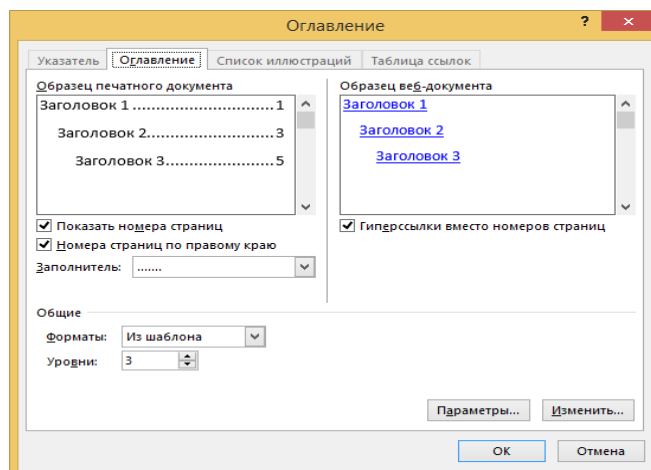 Оглавление
?
Указатель Оглавление Список иллюстраций Таблица ссылок
Образец печатного документа
Заголовок 1 ............................ 1
Заголовок 2......................... 3
Заголовок 3...................... 5
Образец веб-документа
Заголовок 1
Заголовок 2
Заголовок 3
Показать номера страниц
Номера страниц по правому краю
Заполнитель: .......
Гиперссылки вместо номеров страниц
Общие
Форматы: Из шаблона
Уровни: 3
Параметры... Изменить...
ОК Отмена